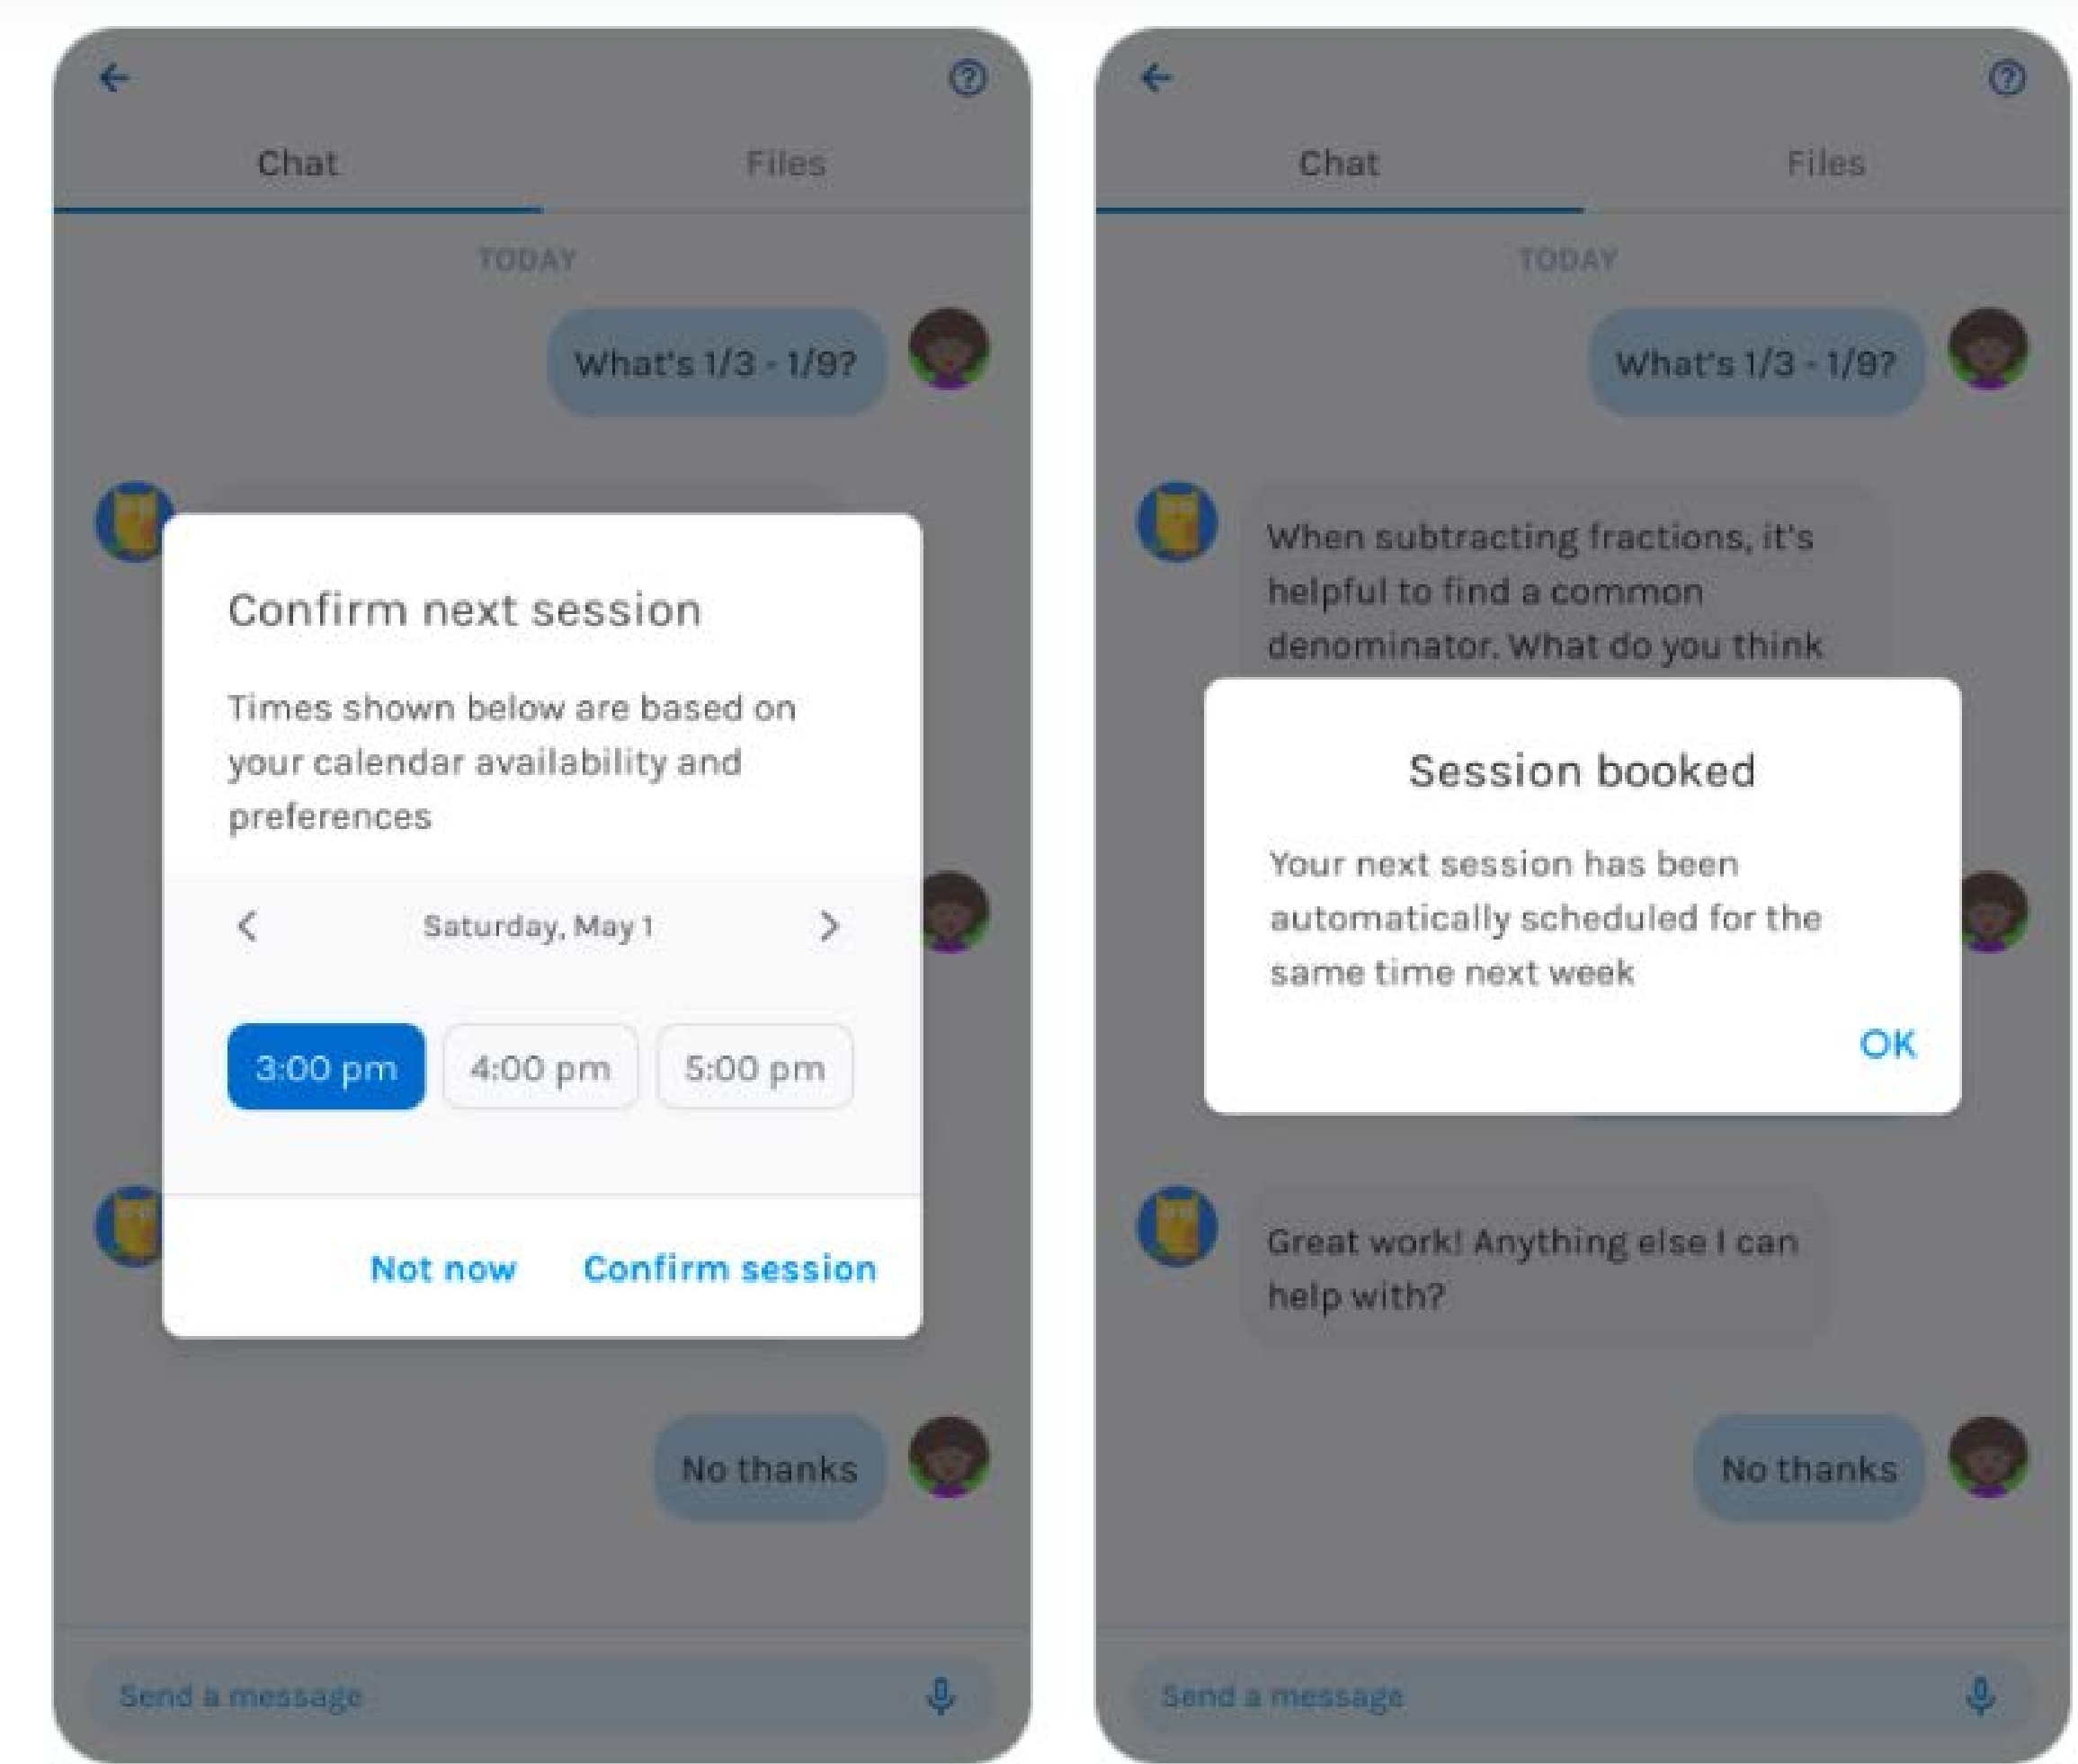 Chat
Files
TODAY
What's 1/3 - 1/9?
Confirm next session
Times shown below are based on
your calendar availability and
preferences
Saturday, May 1
3:00 pm
4:00 pm
5:00 pm
Not now
Confirm session
No thanks
Send a message
Chat
Files
TODAY
What's 1/3 - 1/9?
When subtracting fractions, it's
helpful to find a common
denominator. What do you think
Session booked
Your next session has been
automatically scheduled for the
same time next week
OK
Great work! Anything else I can
help with?
No thanks
Send a message